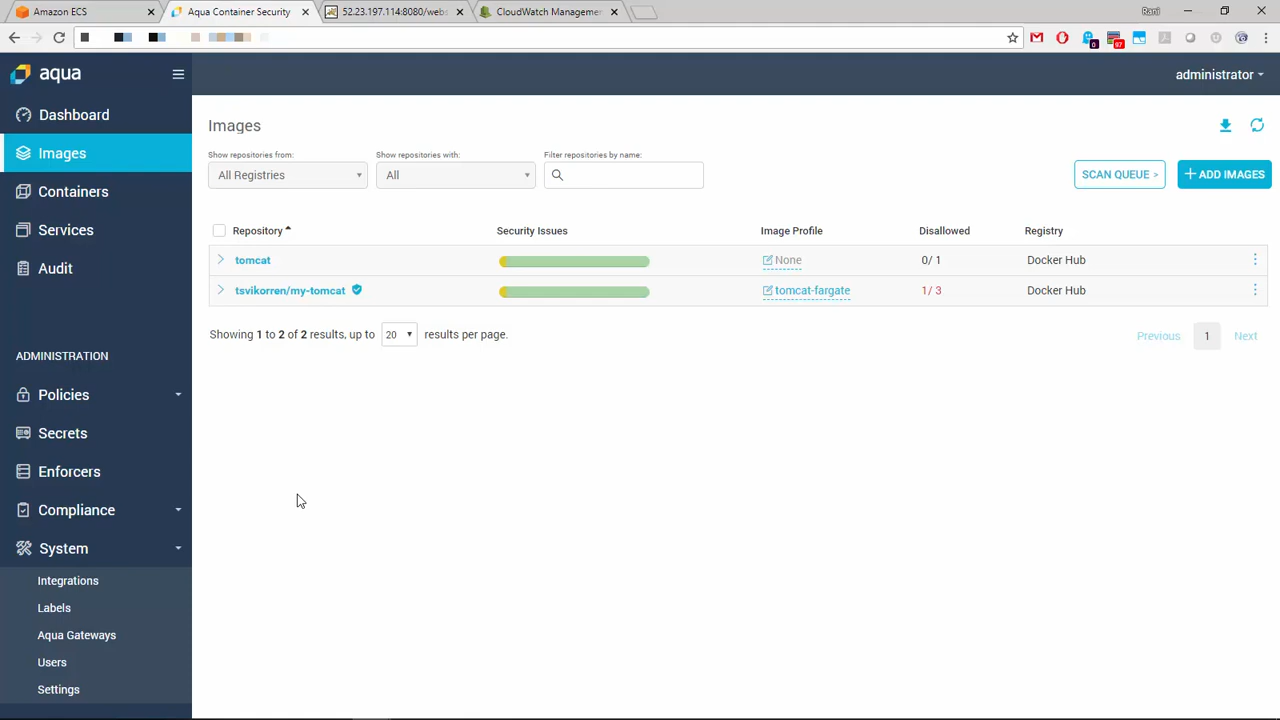 Amazon ECS
Aqua Container Security
52.23.197.114:8080/webs
CloudWatch Managemen
Rani
0
97
aqua
administrator
Dashboard
Images
Containers
Services
Audit
ADMINISTRATION
Policies
Secrets
Enforcers
Compliance
System
Integrations
Labels
Aqua Gateways
Users
Settings
Images
Show repositories from:
Show repositories with:
Filter repositories by name:
All Registries
All
SCAN QUEUE >
ADD IMAGES
Repository Security Issues Image Profile Disallowed Registry
tomcat None 0/ 1 Docker Hub
tsvikorren/my-tomcat tomcat-fargate 1/ 3 Docker Hub
Showing 1 to 2 of 2 results, up to 20 results per page.
Previous 1 Next